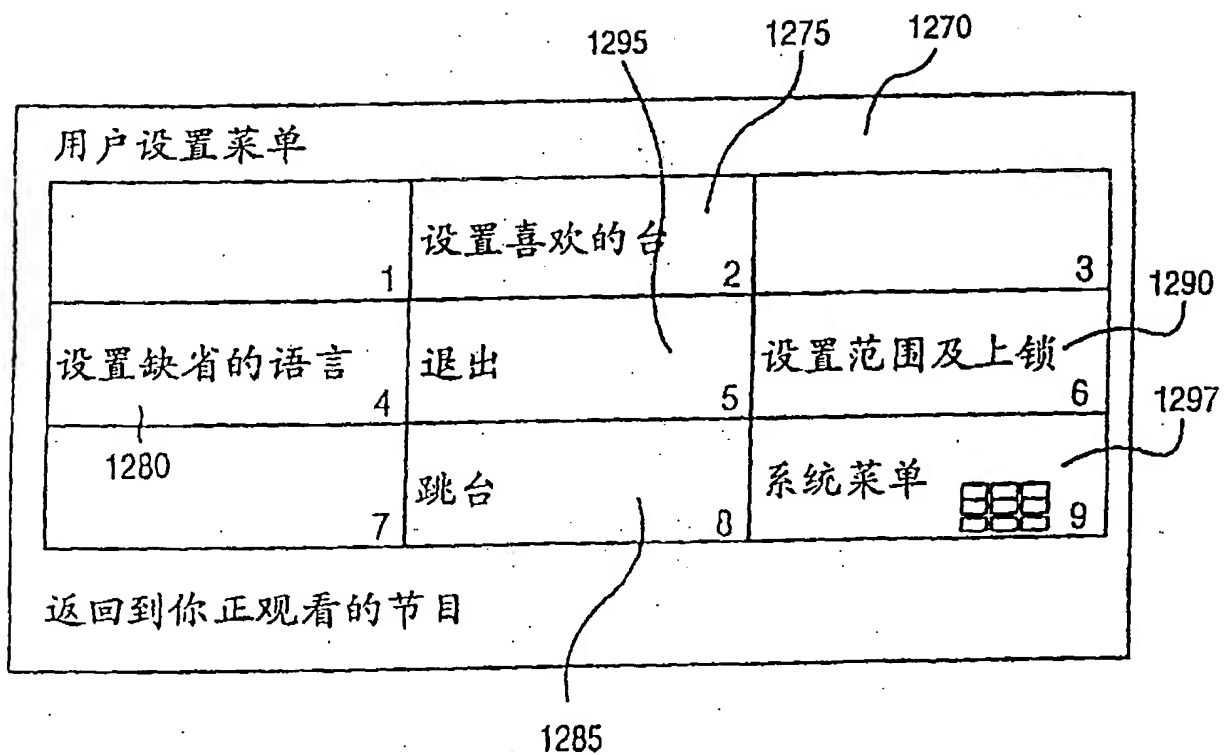 1295 1275 1270
用户设置菜单
1
设置喜欢的台 2
3
1290
设置缺省的语言 4
退出 5
设置范围及上锁 6
1297
1280
7
跳台 8
系统菜单 9
返回到你正观看的节目
1285